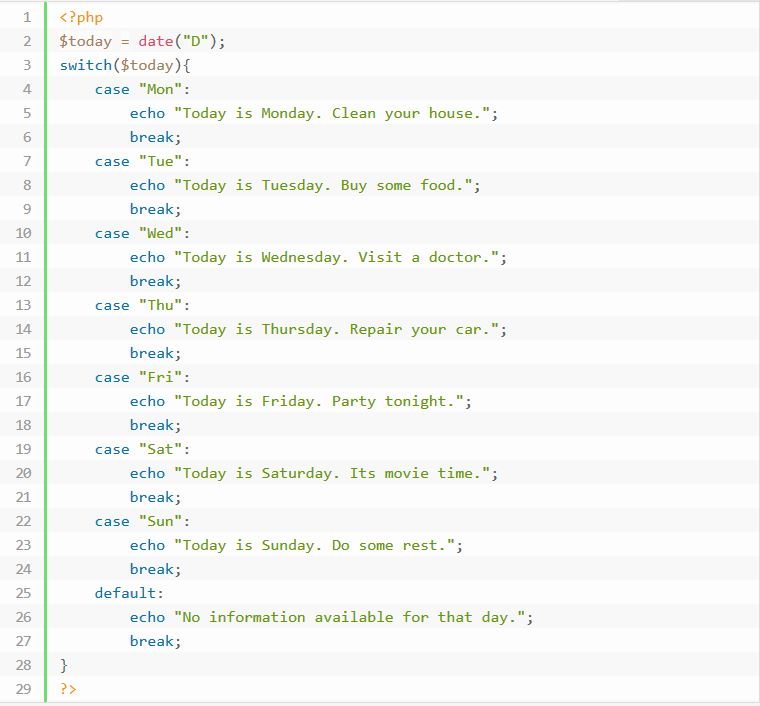 1 <?php
2 $today = date("D");
3 switch($today){
4     case "Mon":
5         echo "Today is Monday. Clean your house.";
6         break;
7     case "Tue":
8         echo "Today is Tuesday. Buy some food.";
9         break;
10     case "Wed":
11         echo "Today is Wednesday. Visit a doctor.";
12         break;
13     case "Thu":
14         echo "Today is Thursday. Repair your car.";
15         break;
16     case "Fri":
17         echo "Today is Friday. Party tonight.";
18         break;
19     case "Sat":
20         echo "Today is Saturday. Its movie time.";
21         break;
22     case "Sun":
23         echo "Today is Sunday. Do some rest.";
24         break;
25     default:
26         echo "No information available for that day.";
27         break;
28 }
29 ?>